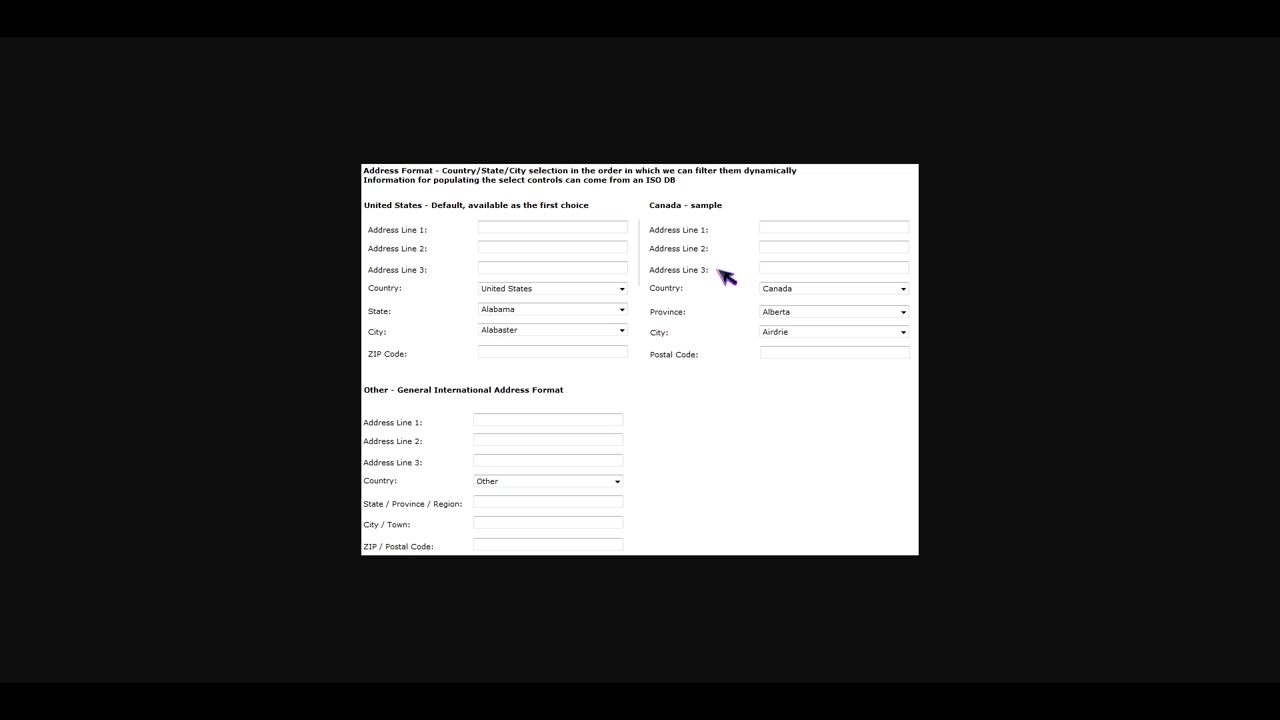 Address Format - Country/State/City selection in the order in which we can filter them dynamically
Information for populating the select controls can come from an ISO DB
United States - Default, available as the first choice
Address Line 1:
Address Line 2:
Address Line 3:
Country: United States
State: Alabama
City: Alabaster
ZIP Code:
Canada - sample
Address Line 1:
Address Line 2:
Address Line 3:
Country: Canada
Province: Alberta
City: Airdrie
Postal Code:
Other - General International Address Format
Address Line 1:
Address Line 2:
Address Line 3:
Country: Other
State / Province / Region:
City / Town:
ZIP / Postal Code: